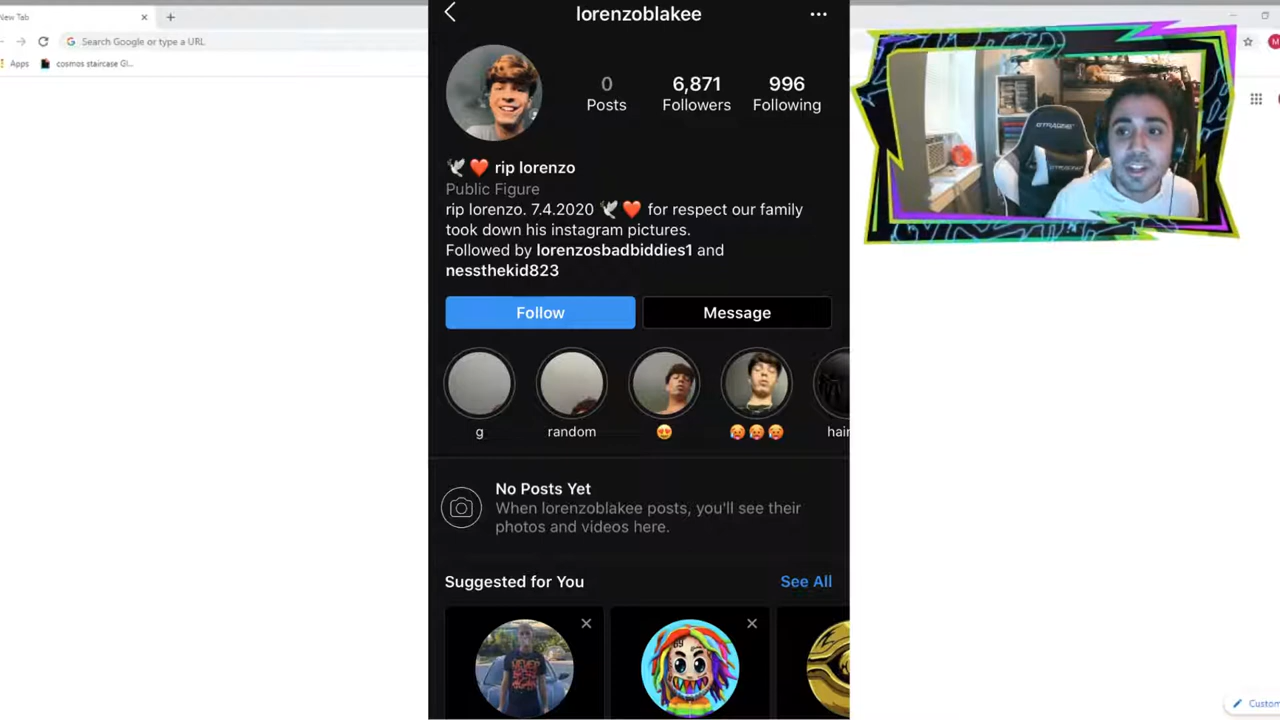 New Tab
Search Google or type a URL
Apps
cosmos staircase Gl...
lorenzoblakee
0
6,871
996
Posts
Followers
Following
🕊️ ❤️ rip lorenzo
Public Figure
rip lorenzo. 7.4.2020 🕊️ ❤️ for respect our family
took down his instagram pictures.
Followed by lorenzosbadbiddies1 and
nessthekid823
Follow
Message
g
random
😍
🥵🥵🥵
hair
No Posts Yet
When lorenzoblakee posts, you'll see their
photos and videos here.
Suggested for You
See All
GTRACING
Custom